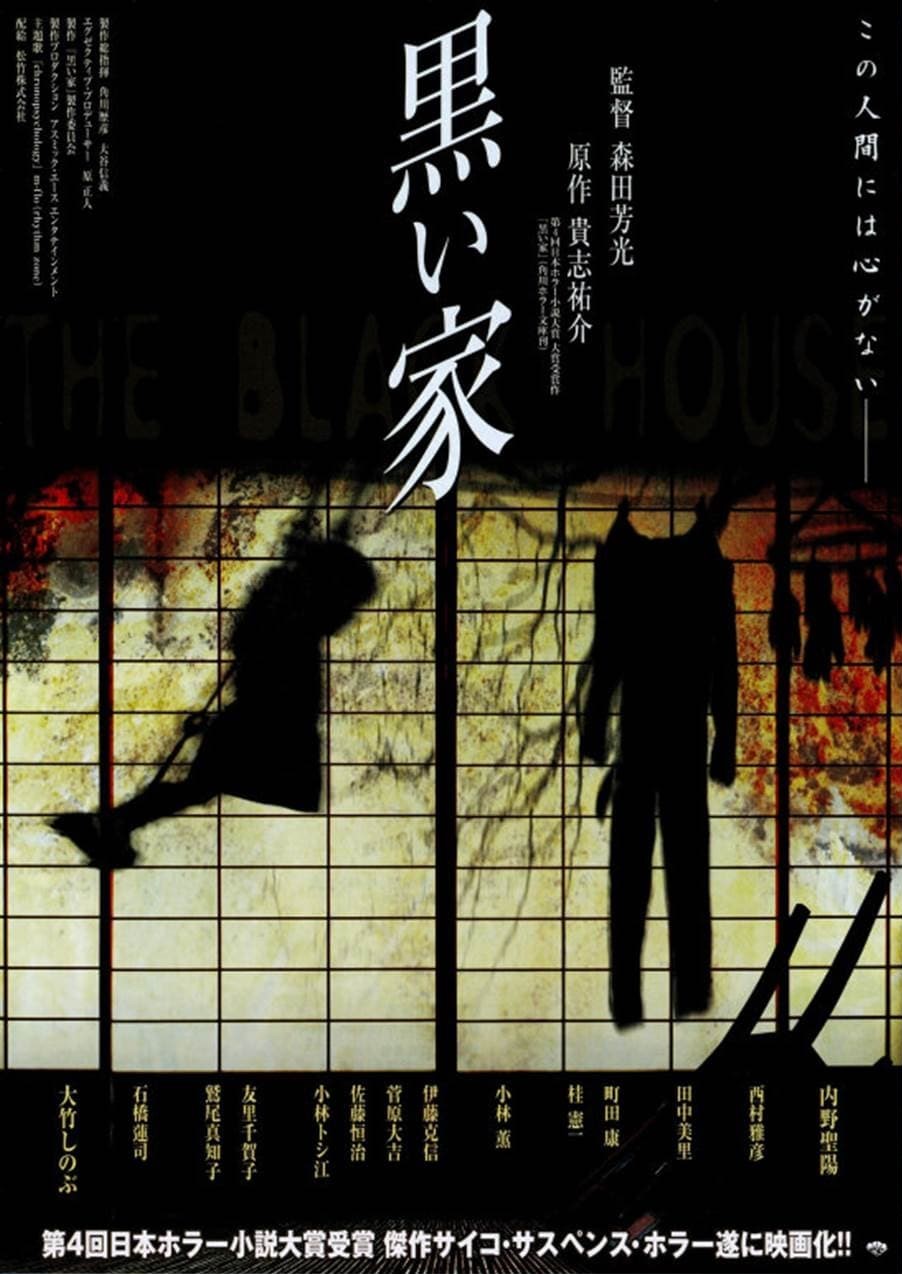 この人間には心がない──
監督 森田芳光
原作 貴志祐介
第4回日本ホラー小説大賞 大賞受賞作
「黒い家」(角川ホラー文庫刊)
黒い家
製作総指揮 角川歴彦 大谷信義
エグゼクティブ・プロデューサー 原 正人
製作「黒い家」製作委員会
製作プロダクション アスミック・エース エンタテインメント
主題歌「chronopsychology」m-flo (rhythm zone)
配給 松竹株式会社
THE BLACK HOUSE
内野聖陽
西村雅彦
田中美里
町田 康
桂 憲一
小林 薫
伊藤克信
菅原大吉
佐藤恒治
小林トシ江
友里千賀子
鷲尾真知子
石橋蓮司
大竹しのぶ
第4回日本ホラー小説大賞受賞 傑作サイコ・サスペンス・ホラー遂に映画化!!